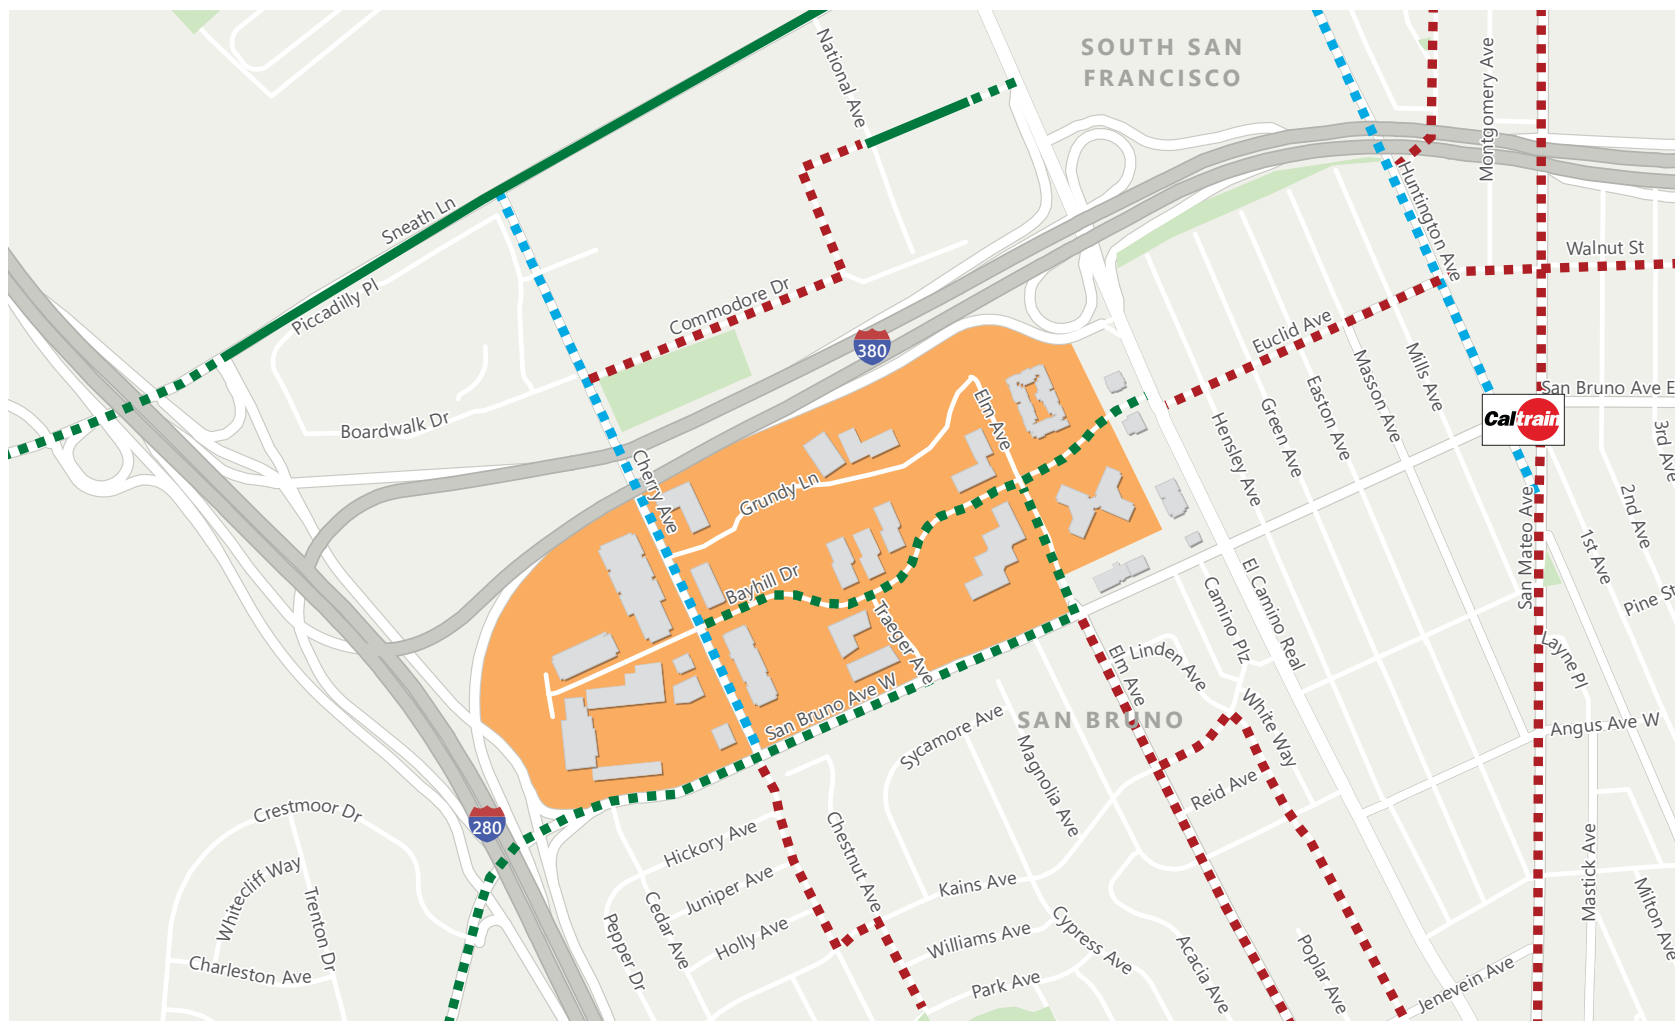 National Ave
SOUTH SAN
FRANCISCO
Montgomery Ave
Sneath Ln
Huntington Ave
Walnut St
Piccadilly Pl
Commodore Dr
380
Euclid Ave
Boardwalk Dr
Elm Ave
Masson Ave
Mills Ave
San Bruno Ave E
Easton Ave
Green Ave
Hensley Ave
Caltrain
3rd Ave
Cherry Ave
Grundy Ln
2nd Ave
San Mateo Ave
1st Ave
Bayhill Dr
Traeger Ave
Camino Plz
El Camino Real
Pine St
Elm Ave
Linden Ave
Layne Pl
San Bruno Ave W
SAN BRUNO
White Way
Angus Ave W
Sycamore Ave
Magnolia Ave
Reid Ave
280
Crestmoor Dr
Hickory Ave
Chestnut Ave
Mastick Ave
Whitecliff Way
Trenton Dr
Juniper Ave
Kains Ave
Cedar Ave
Pepper Dr
Holly Ave
Williams Ave
Cypress Ave
Acacia Ave
Poplar Ave
Milton Ave
Charleston Ave
Park Ave
Jenevein Ave